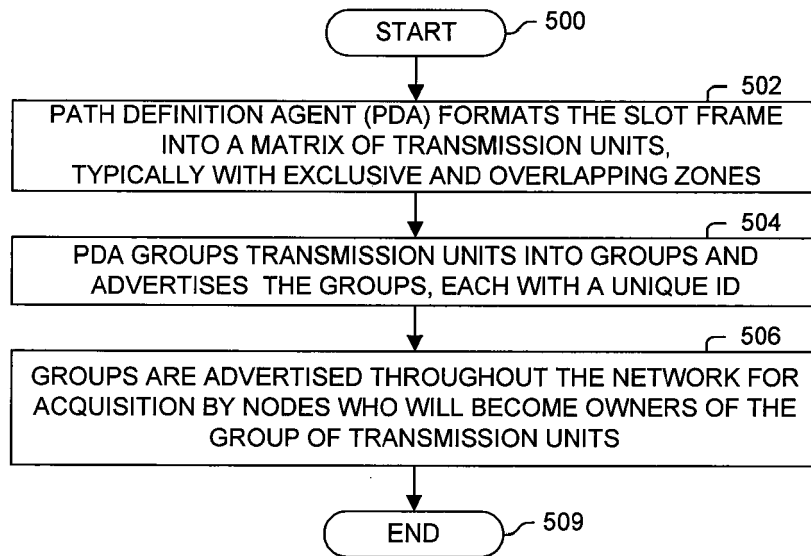 START
500
502
PATH DEFINITION AGENT (PDA) FORMATS THE SLOT FRAME
INTO A MATRIX OF TRANSMISSION UNITS,
TYPICALLY WITH EXCLUSIVE AND OVERLAPPING ZONES
504
PDA GROUPS TRANSMISSION UNITS INTO GROUPS AND
ADVERTISES THE GROUPS, EACH WITH A UNIQUE ID
506
GROUPS ARE ADVERTISED THROUGHOUT THE NETWORK FOR
ACQUISITION BY NODES WHO WILL BECOME OWNERS OF THE
GROUP OF TRANSMISSION UNITS
END
509